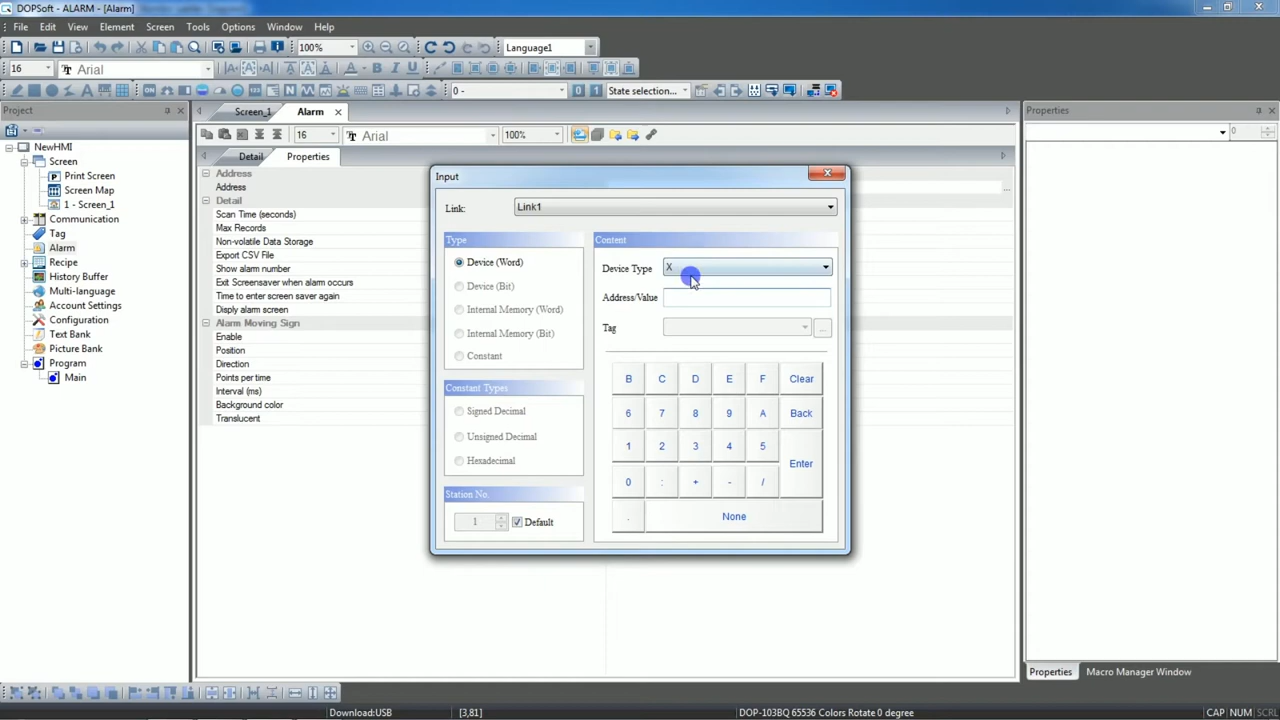 DOPSoft - ALARM - [Alarm]
File Edit View Element Screen Tools Options Window Help
100% Language1
16 Arial
0 - 0 1 State selection...
Project
Screen_1 Alarm
Properties
NewHMI
Screen
Print Screen
Screen Map
1 - Screen_1
Communication
Tag
Alarm
Recipe
History Buffer
Multi-language
Account Settings
Configuration
Text Bank
Picture Bank
Program
Main
16 Arial 100%
Detail Properties
Address
Address
Detail
Scan Time (seconds)
Max Records
Non-volatile Data Storage
Export CSV File
Show alarm number
Exit Screensaver when alarm occurs
Time to enter screen saver again
Disply alarm screen
Alarm Moving Sign
Enable
Position
Direction
Points per time
Interval (ms)
Background color
Translucent
...
Input
Link: Link1
Type
Device (Word)
Device (Bit)
Internal Memory (Word)
Internal Memory (Bit)
Constant
Constant Types
Signed Decimal
Unsigned Decimal
Hexadecimal
Station No.
1 Default
Content
Device Type X
Address/Value
Tag ...
B C D E F Clear
6 7 8 9 A Back
1 2 3 4 5 Enter
0 : + - /
. None
0
Properties Macro Manager Window
Download:USB [3,81] DOP-103BQ 65536 Colors Rotate 0 degree CAP NUM SCRL